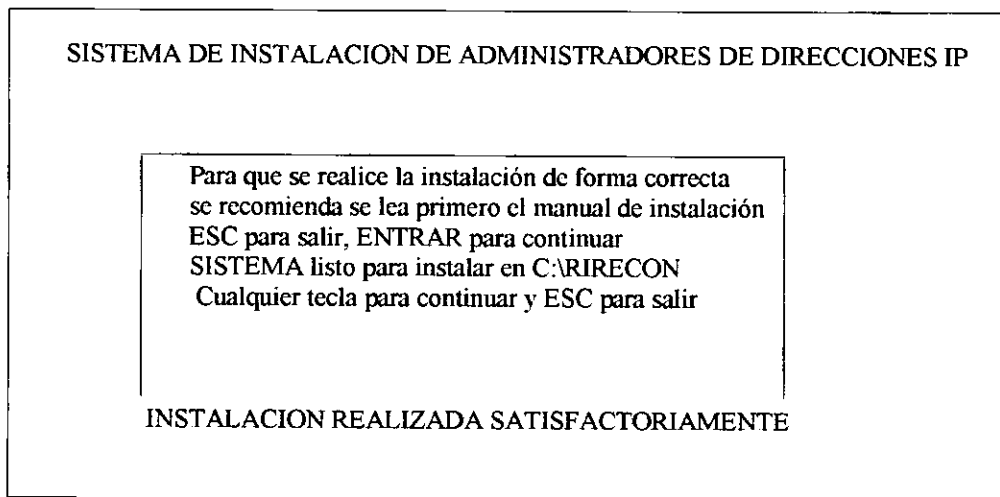 SISTEMA DE INSTALACION DE ADMINISTRADORES DE DIRECCIONES IP
Para que se realice la instalación de forma correcta
se recomienda se lea primero el manual de instalación
ESC para salir, ENTRAR para continuar
SISTEMA listo para instalar en C:\RIRECON
Cualquier tecla para continuar y ESC para salir
INSTALACION REALIZADA SATISFACTORIAMENTE